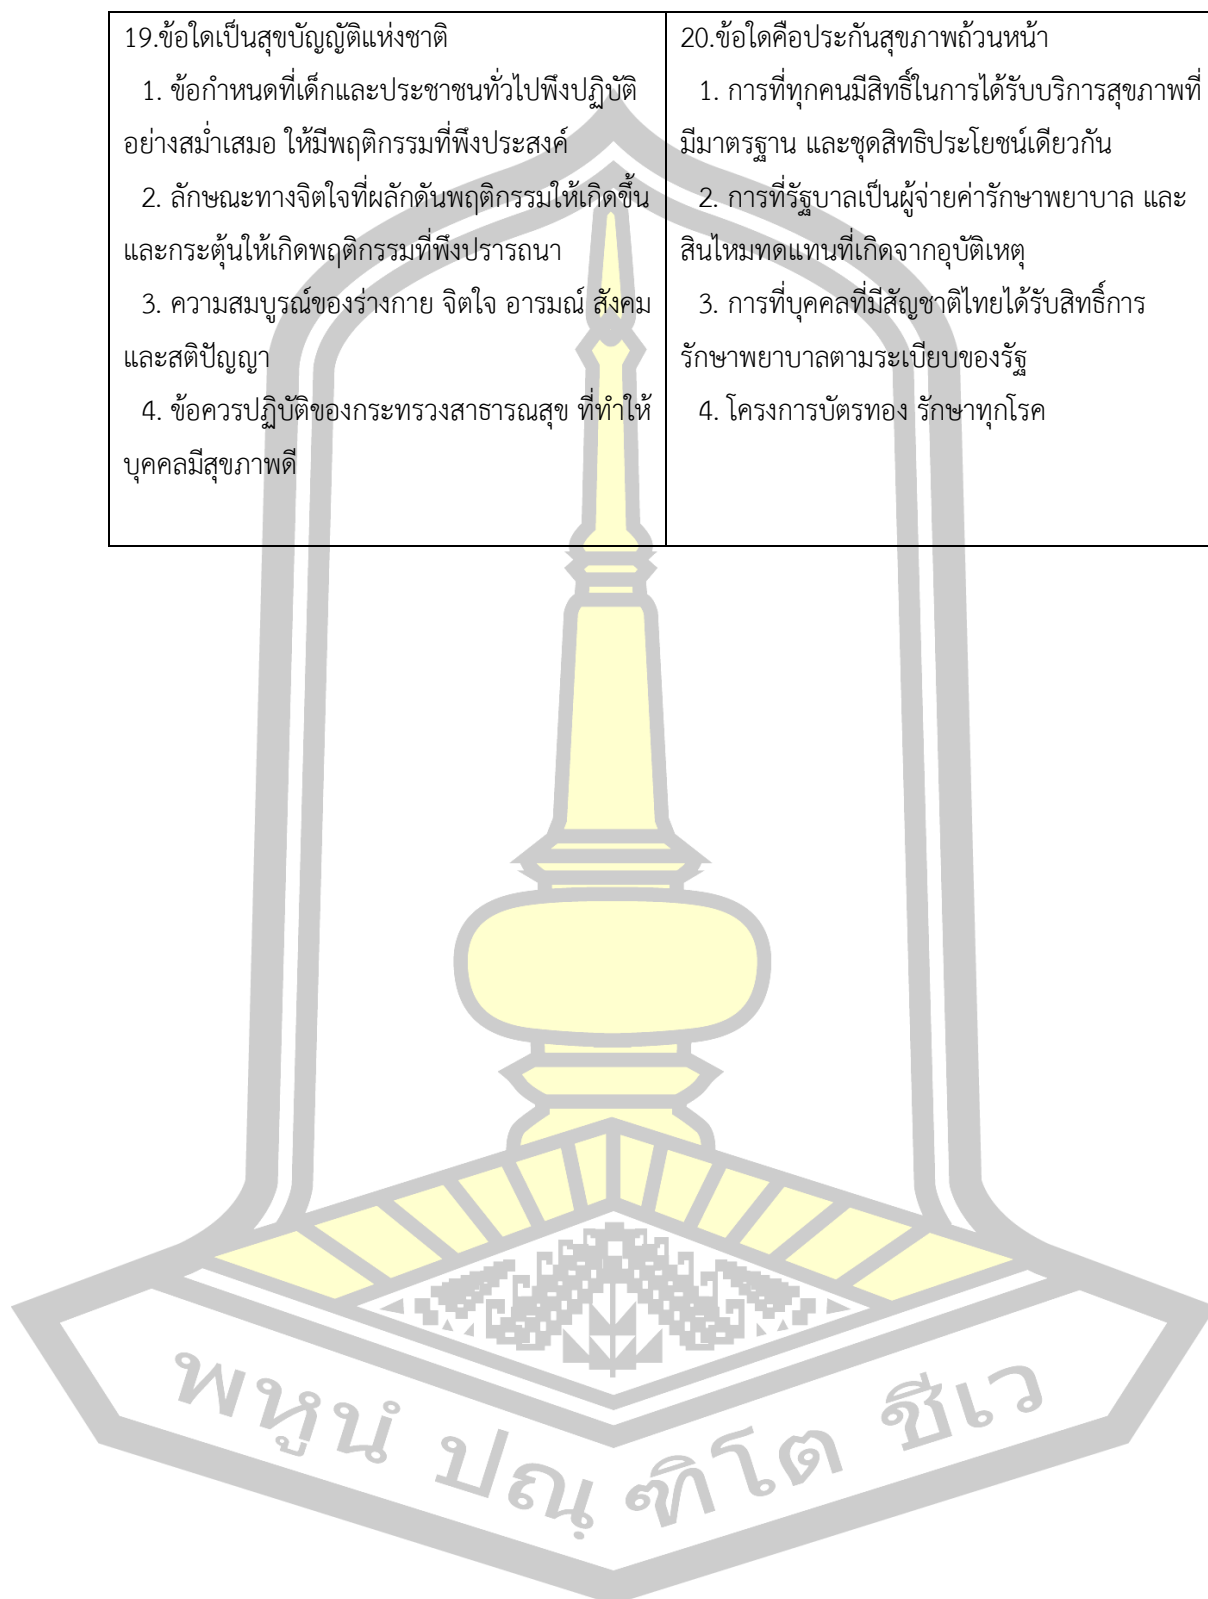 19.ข้อใดเป็นสุขบัญญัติแห่งชาติ
1. ข้อกำหนดที่เด็กและประชาชนทั่วไปพึงปฏิบัติ
อย่างสม่ำเสมอ ให้มีพฤติกรรมที่พึงประสงค์
2. ลักษณะทางจิตใจที่ผลักดันพฤติกรรมให้เกิดขึ้น
และกระตุ้นให้เกิดพฤติกรรมที่พึงปรารถนา
3. ความสมบูรณ์ของร่างกาย จิตใจ อารมณ์ สังคม
และสติปัญญา
4. ข้อควรปฏิบัติของกระทรวงสาธารณสุข ที่ทำให้
บุคคลมีสุขภาพดี
20.ข้อใดคือประกันสุขภาพถ้วนหน้า
1. การที่ทุกคนมีสิทธิ์ในการได้รับบริการสุขภาพที่
มีมาตรฐาน และชุดสิทธิประโยชน์เดียวกัน
2. การที่รัฐบาลเป็นผู้จ่ายค่ารักษาพยาบาล และ
สินไหมทดแทนที่เกิดจากอุบัติเหตุ
3. การที่บุคคลที่มีสัญชาติไทยได้รับสิทธิ์การ
รักษาพยาบาลตามระเบียบของรัฐ
4. โครงการบัตรทอง รักษาทุกโรค
พหูนํ ปณฺ ฑิโต ชีเว